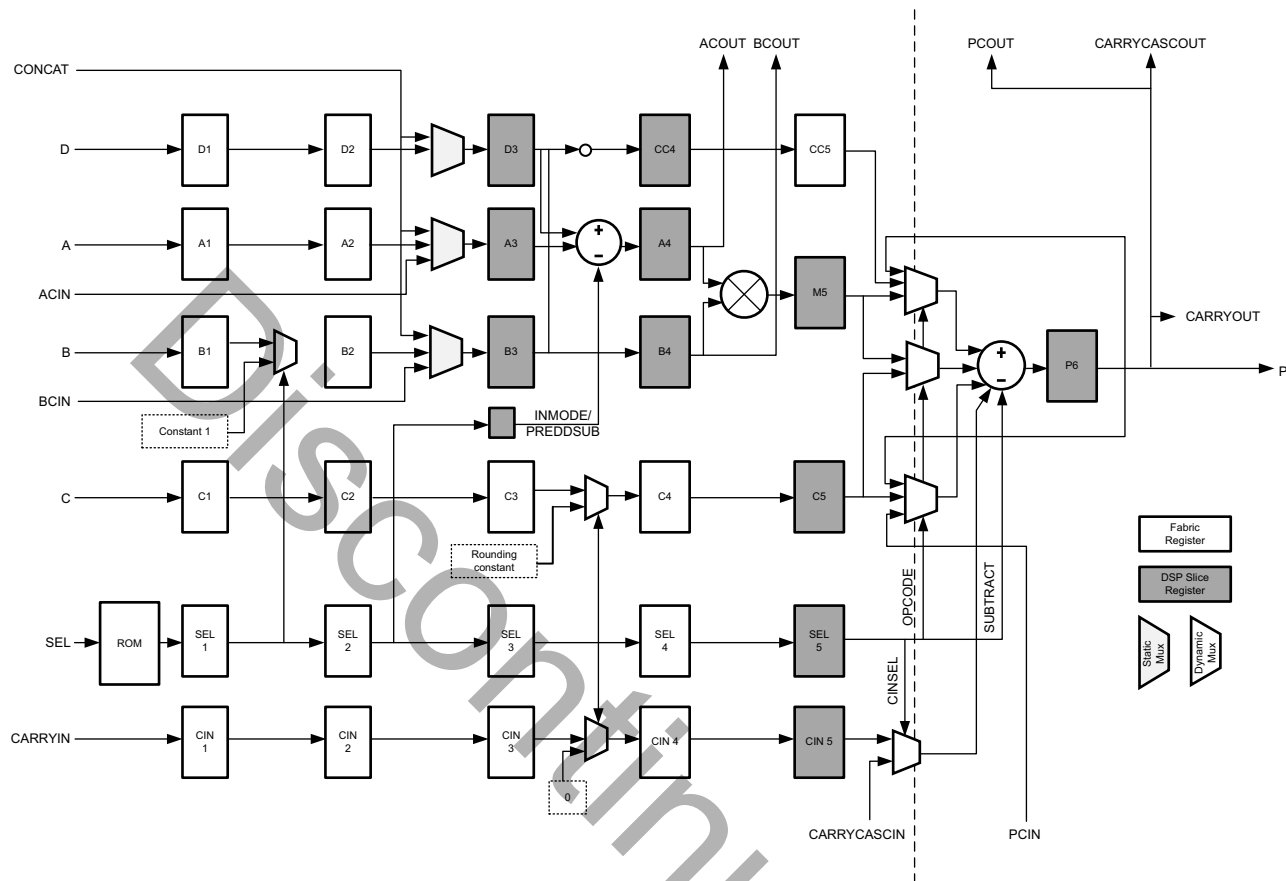 ACOUT BCOUT
PCOUT
CARRYCASCOUT
CONCAT
D
D1
D2
D3
CC4
CC5
A
A1
A2
A3
+
−
A4
ACIN
M5
CARRYOUT
B
B1
B2
B3
B4
+
−
P6
P
BCIN
Constant 1
INMODE/
PREDDSUB
C
C1
C2
C3
C4
C5
Rounding
constant
Fabric
Register
DSP Slice
Register
Static
Mux
Dynamic
Mux
OPCODE
SUBTRACT
SEL
ROM
SEL
1
SEL
2
SEL
3
SEL
4
SEL
5
CINSEL
CARRYIN
CIN
1
CIN
2
CIN
3
CIN 4
CIN 5
0
CARRYCASCIN
PCIN